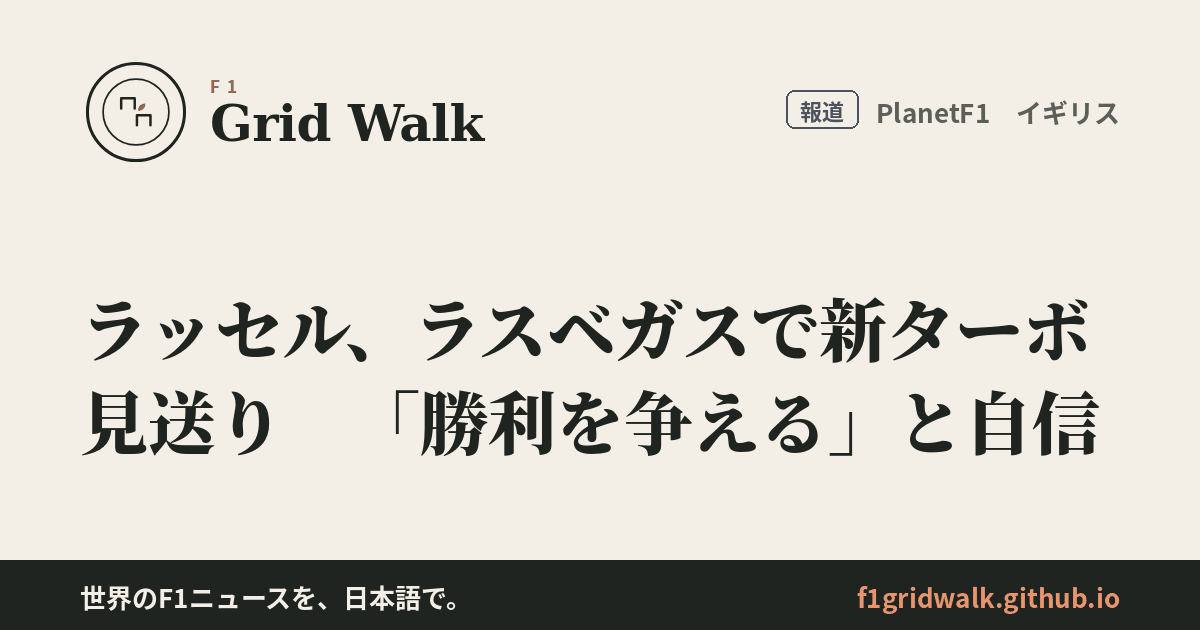 F1
Grid Walk
報道 PlanetF1 イギリス
ラッセル、ラスベガスで新ターボ
見送り 「勝利を争える」と自信
世界のF1ニュースを、日本語で。
f1gridwalk.github.io